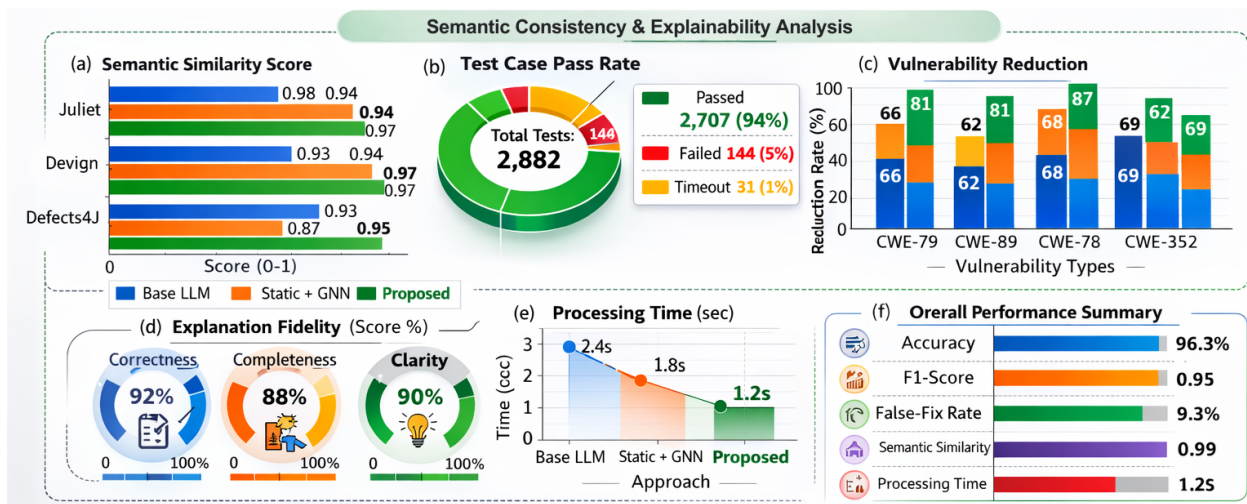 Semantic Consistency & Explainability Analysis
(a) Semantic Similarity Score
Juliet
0.98 0.94
0.94
0.97
Devign
0.93 0.94
0.97
0.97
Defects4J
0.93
0.87 0.95
0
Score (0-1)
Base LLM Static + GNN Proposed
(b) Test Case Pass Rate
Total Tests:
2,882
144
Passed
2,707 (94%)
Failed 144 (5%)
Timeout 31 (1%)
(c) Vulnerability Reduction
Reduction Rate (%)
100
60
40
20
0
66 81
66
62 81
62
68 87
68
69 62 69
69
CWE-79 CWE-89 CWE-78 CWE-352
Vulnerability Types
(d) Explanation Fidelity (Score %)
Correctness Completeness Clarity
92% 88% 90%
0 100% 0 100% 0 100%
(e) Processing Time (sec)
Time (ccc)
3
2
1
0
2.4s
1.8s
1.2s
Base LLM Static + GNN Proposed
Approach
(f) Orerall Performance Summary
Accuracy 96.3%
F1-Score 0.95
False-Fix Rate 9.3%
Semantic Similarity 0.99
Processing Time 1.2s